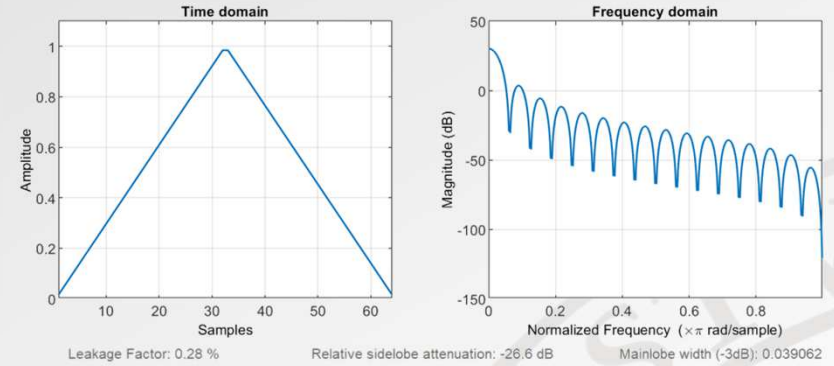 Time domain
Frequency domain
Amplitude
1
0.8
0.6
0.4
0.2
0
10 20 30 40 50 60
Samples
Magnitude (dB)
50
0
-50
-100
-150
0 0.2 0.4 0.6 0.8
Normalized Frequency (×π rad/sample)
Leakage Factor: 0.28 %
Relative sidelobe attenuation: -26.6 dB
Mainlobe width (-3dB): 0.039062